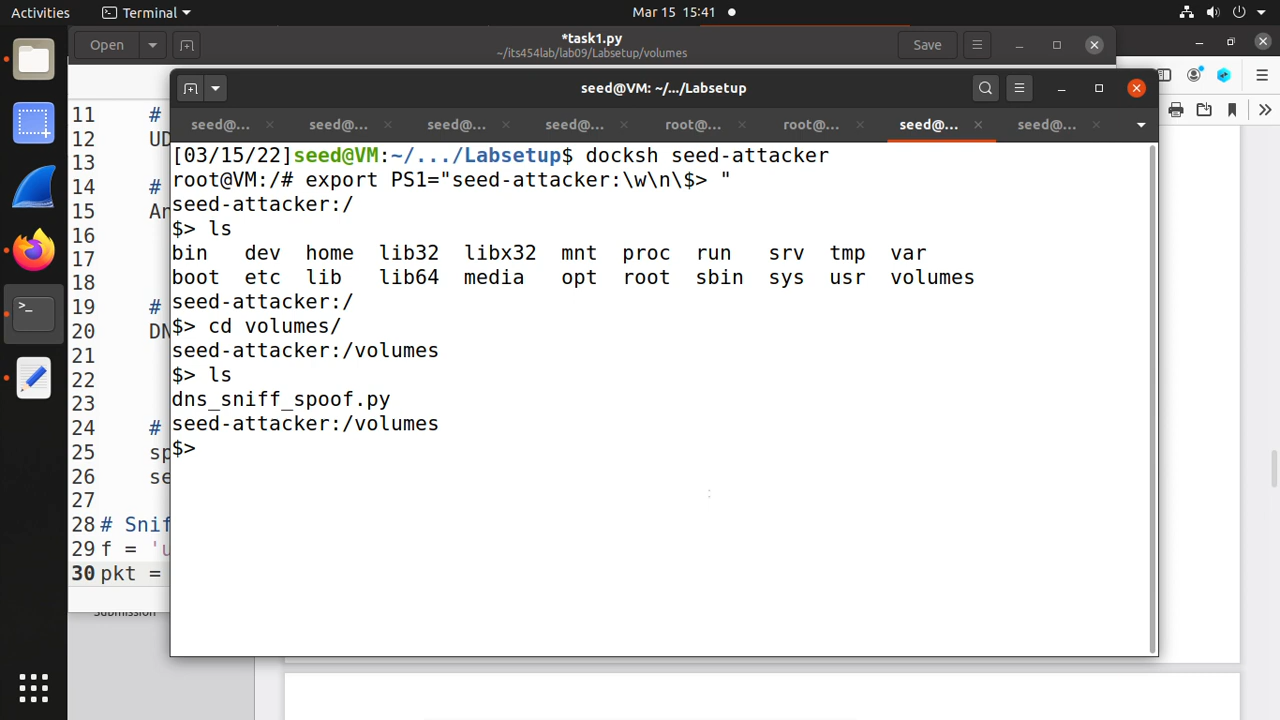 Activities
Terminal
Mar 15 15:41
Open
*task1.py
~/its454lab/lab09/Labsetup/volumes
Save
seed@VM: ~/.../Labsetup
seed@...
seed@...
seed@...
seed@...
root@...
root@...
seed@...
seed@...
[03/15/22]seed@VM:~/.../Labsetup$ docksh seed-attacker
root@VM:/# export PS1="seed-attacker:\w\n\$> "
seed-attacker:/
$> ls
bin dev home lib32 libx32 mnt proc run srv tmp var
boot etc lib lib64 media opt root sbin sys usr volumes
seed-attacker:/
$> cd volumes/
seed-attacker:/volumes
$> ls
dns_sniff_spoof.py
seed-attacker:/volumes
$>
11 #
12 UD
13
14 #
15 An
16
17
18
19 #
20 DN
21
22
23
24 #
25 sp
26 se
27
28 # Snif
29 f = 'u
30 pkt =
Submission